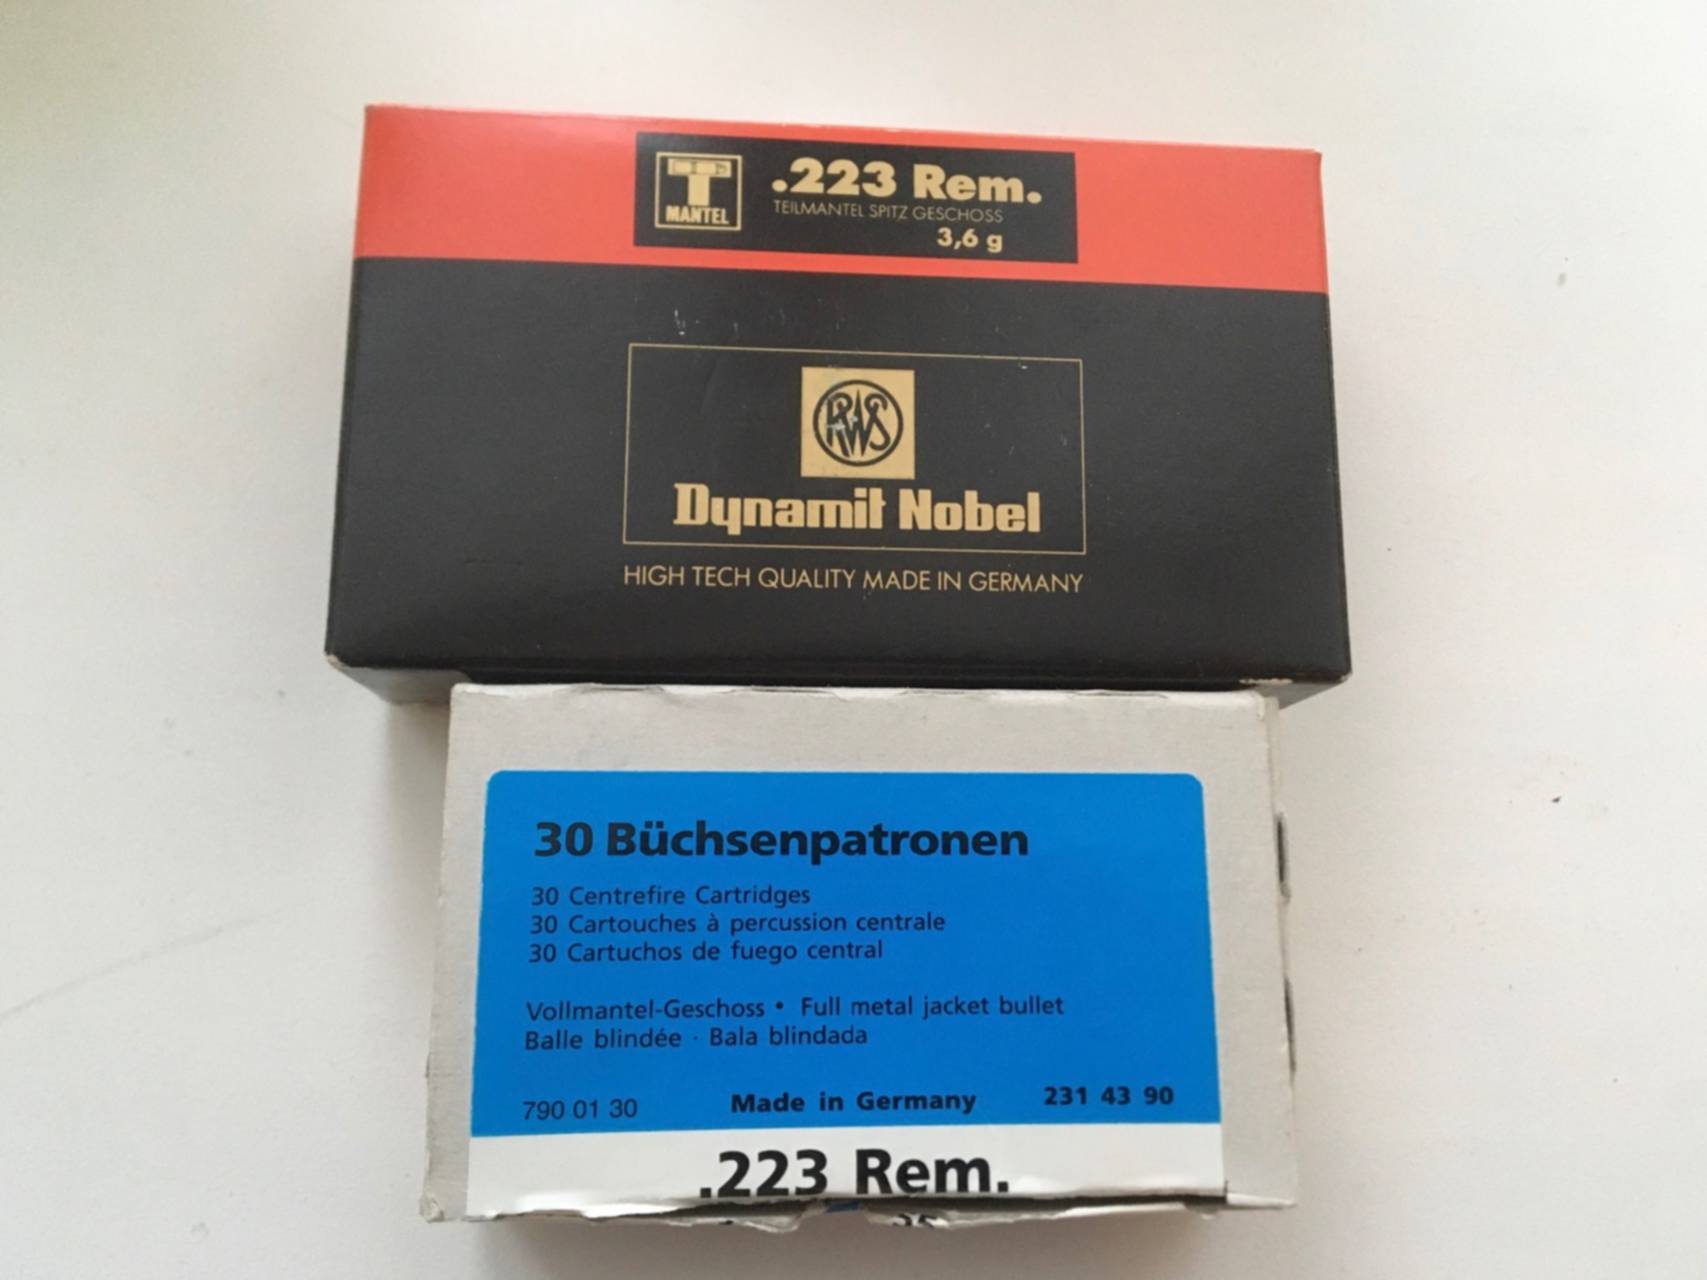 T
MANTEL
.223 Rem.
TEILMANTEL SPITZ GESCHOSS
3,6 g
RWS
Dynamit Nobel
HIGH TECH QUALITY MADE IN GERMANY
30 Büchsenpatronen
30 Centrefire Cartridges
30 Cartouches à percussion centrale
30 Cartuchos de fuego central
Vollmantel-Geschoss • Full metal jacket bullet
Balle blindée · Bala blindada
790 01 30 Made in Germany 231 43 90
.223 Rem.